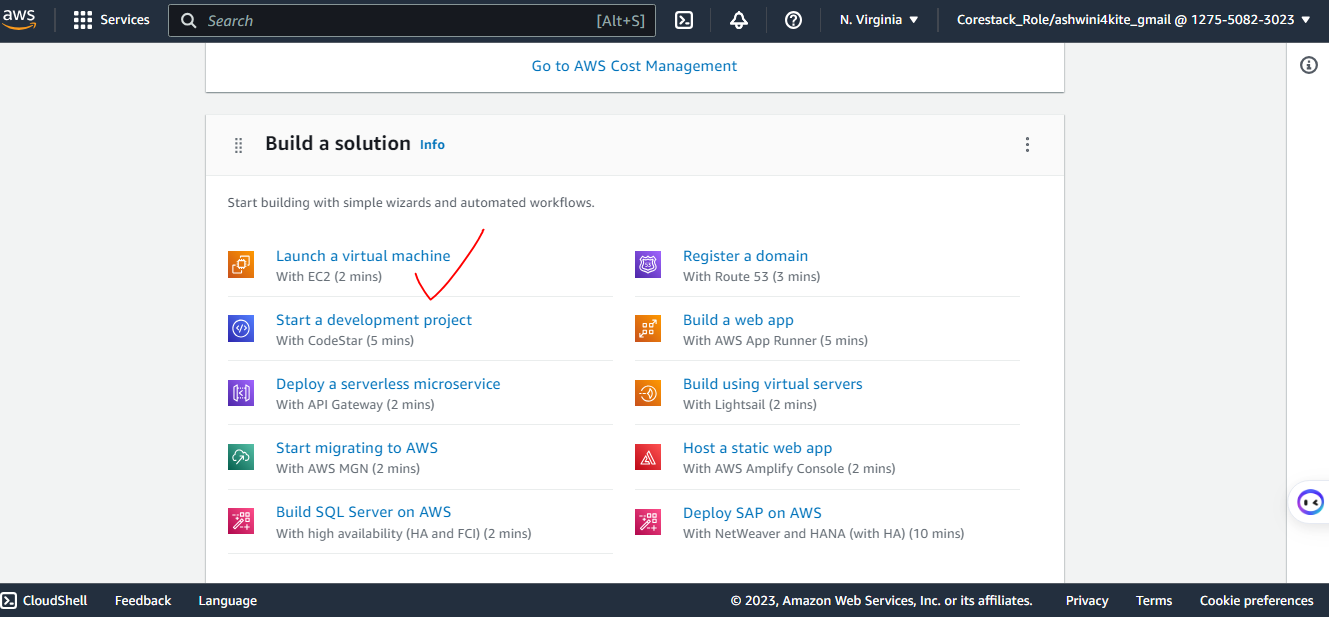 aws Services Search [Alt+S] N. Virginia Corestack_Role/ashwini4kite_gmail @ 1275-5082-3023
Go to AWS Cost Management
Build a solution Info
Start building with simple wizards and automated workflows.
Launch a virtual machine
With EC2 (2 mins)
Register a domain
With Route 53 (3 mins)
Start a development project
With CodeStar (5 mins)
Build a web app
With AWS App Runner (5 mins)
Deploy a serverless microservice
With API Gateway (2 mins)
Build using virtual servers
With Lightsail (2 mins)
Start migrating to AWS
With AWS MGN (2 mins)
Host a static web app
With AWS Amplify Console (2 mins)
Build SQL Server on AWS
With high availability (HA and FCI) (2 mins)
Deploy SAP on AWS
With NetWeaver and HANA (with HA) (10 mins)
CloudShell Feedback Language © 2023, Amazon Web Services, Inc. or its affiliates. Privacy Terms Cookie preferences